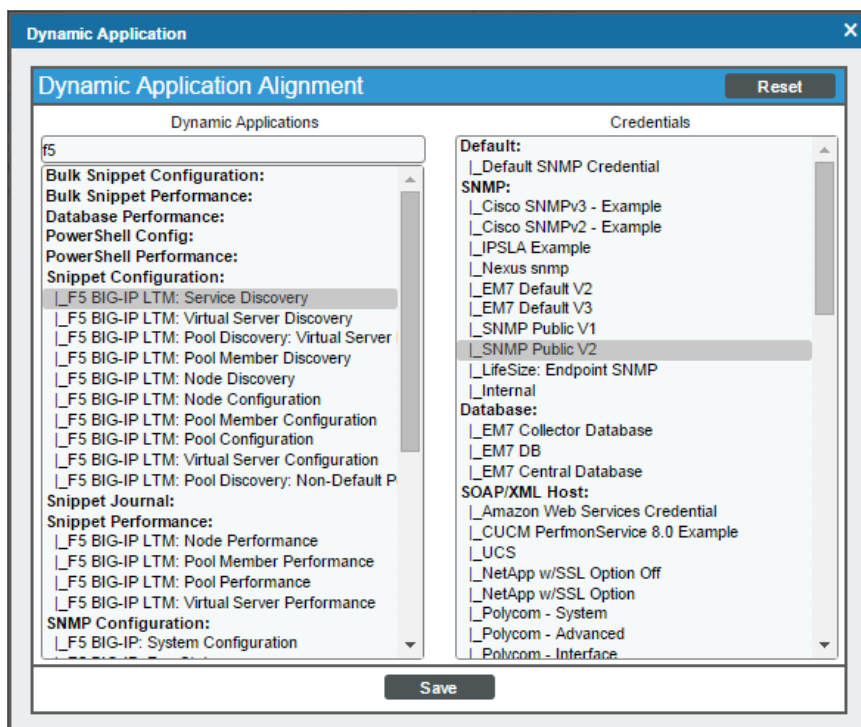 Dynamic Application
X
Dynamic Application Alignment
Reset
Dynamic Applications
f5
Bulk Snippet Configuration:
Bulk Snippet Performance:
Database Performance:
PowerShell Config:
PowerShell Performance:
Snippet Configuration:
|_F5 BIG-IP LTM: Service Discovery
|_F5 BIG-IP LTM: Virtual Server Discovery
|_F5 BIG-IP LTM: Pool Discovery: Virtual Server
|_F5 BIG-IP LTM: Pool Member Discovery
|_F5 BIG-IP LTM: Node Discovery
|_F5 BIG-IP LTM: Node Configuration
|_F5 BIG-IP LTM: Pool Member Configuration
|_F5 BIG-IP LTM: Pool Configuration
|_F5 BIG-IP LTM: Virtual Server Configuration
|_F5 BIG-IP LTM: Pool Discovery: Non-Default P
Snippet Journal:
Snippet Performance:
|_F5 BIG-IP LTM: Node Performance
|_F5 BIG-IP LTM: Pool Member Performance
|_F5 BIG-IP LTM: Pool Performance
|_F5 BIG-IP LTM: Virtual Server Performance
SNMP Configuration:
|_F5 BIG-IP: System Configuration
Credentials
Default:
|_Default SNMP Credential
SNMP:
|_Cisco SNMPv3 - Example
|_Cisco SNMPv2 - Example
|_IPSLA Example
|_Nexus snmp
|_EM7 Default V2
|_EM7 Default V3
|_SNMP Public V1
|_SNMP Public V2
|_LifeSize: Endpoint SNMP
|_Internal
Database:
|_EM7 Collector Database
|_EM7 DB
|_EM7 Central Database
SOAP/XML Host:
|_Amazon Web Services Credential
|_CUCM PerfmonService 8.0 Example
|_UCS
|_NetApp w/SSL Option Off
|_NetApp w/SSL Option
|_Polycom - System
|_Polycom - Advanced
|_Polycom - Interface
Save